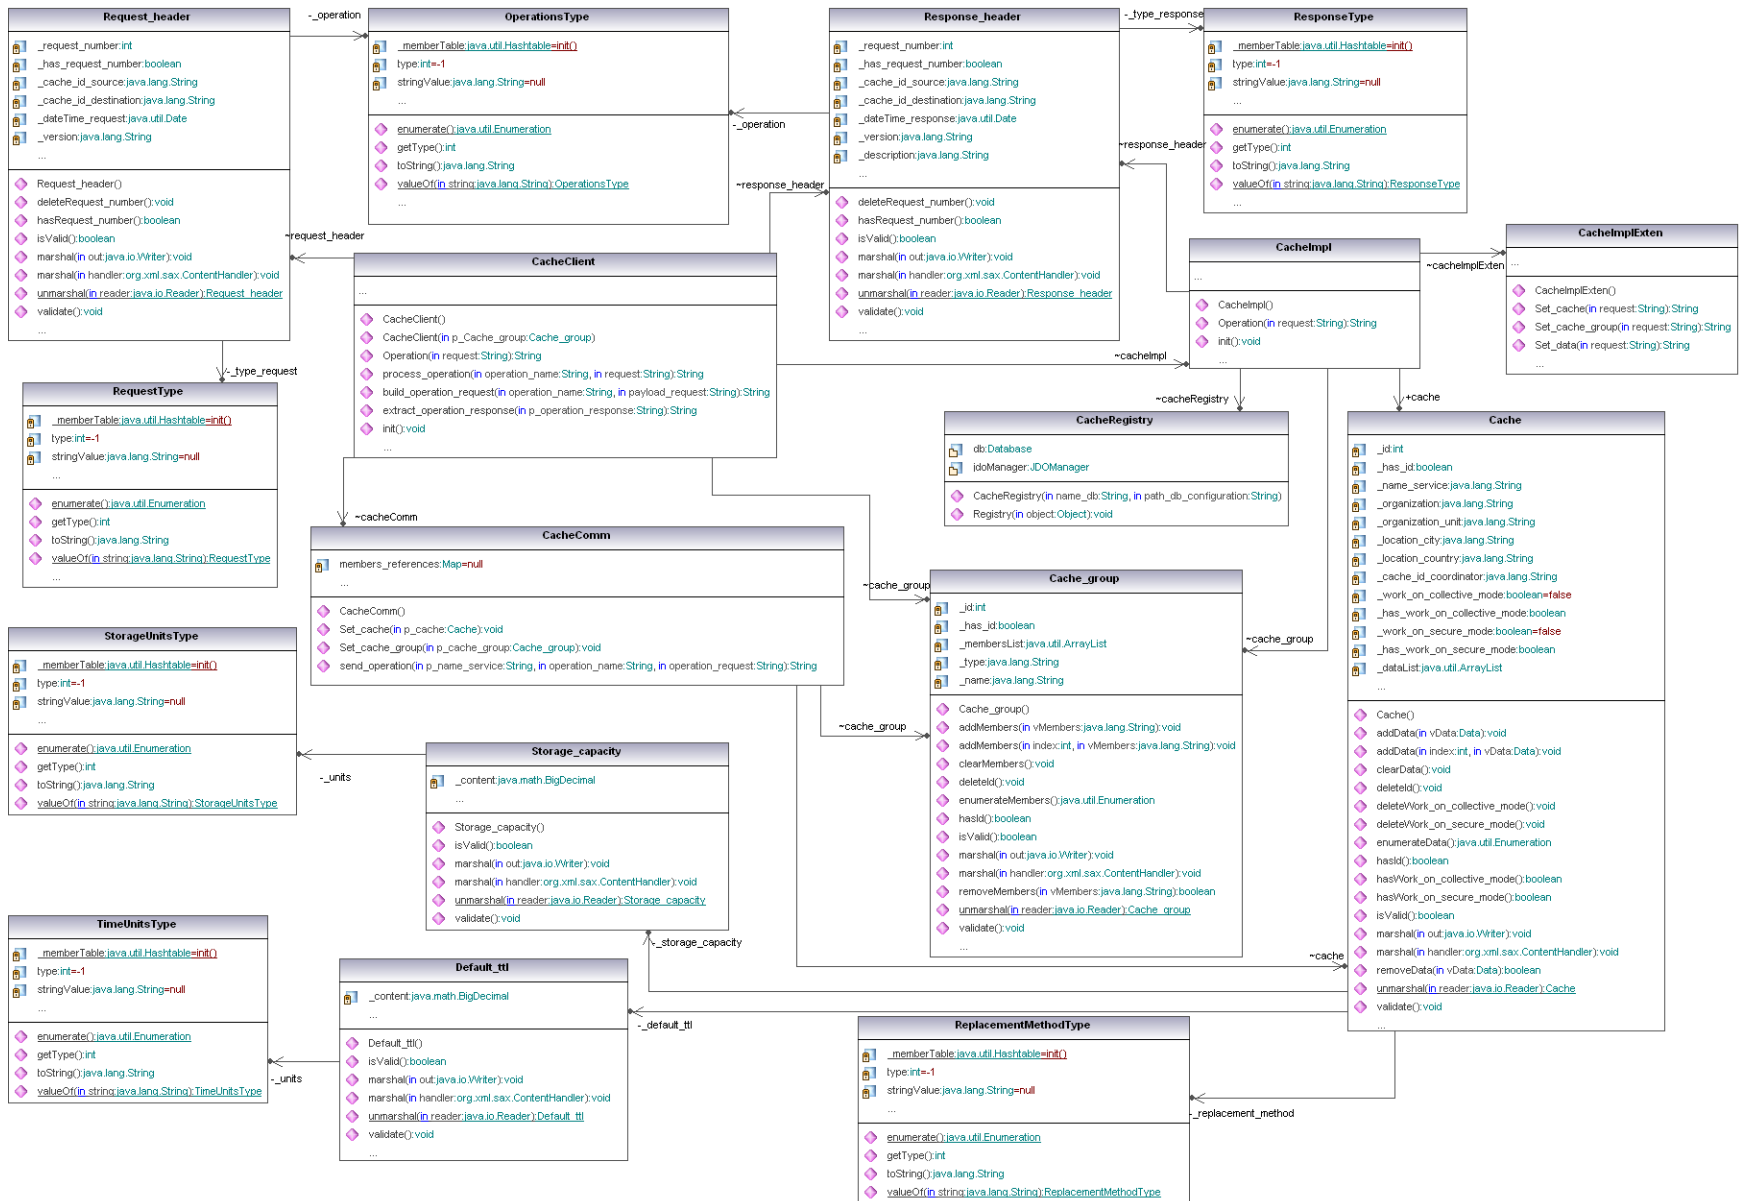 Request_header
_request_number:int
_has_request_number:boolean
_cache_id_source:java.lang.String
_cache_id_destination:java.lang.String
_dateTime_request:java.util.Date
_version:java.lang.String
...
Request_header()
deleteRequest_number():void
hasRequest_number():boolean
isValid():boolean
marshal(in out:java.io.Writer):void
marshal(in handler:org.xml.sax.ContentHandler):void
unmarshal(in reader:java.io.Reader):Request_header
validate():void
...
-_operation
OperationsType
_memberTable:java.util.Hashtable=init()
type:int=-1
stringValue:java.lang.String=null
...
enumerate():java.util.Enumeration
getType():int
toString():java.lang.String
valueOf(in string:java.lang.String):OperationsType
...
-_operation
Response_header
_request_number:int
_has_request_number:boolean
_cache_id_source:java.lang.String
_cache_id_destination:java.lang.String
_dateTime_response:java.util.Date
_version:java.lang.String
_description:java.lang.String
...
deleteRequest_number():void
hasRequest_number():boolean
isValid():boolean
marshal(in out:java.io.Writer):void
marshal(in handler:org.xml.sax.ContentHandler):void
unmarshal(in reader:java.io.Reader):Response_header
validate():void
...
-_type_response
ResponseType
_memberTable:java.util.Hashtable=init()
type:int=-1
stringValue:java.lang.String=null
...
enumerate():java.util.Enumeration
getType():int
toString():java.lang.String
valueOf(in string:java.lang.String):ResponseType
...
~response_header
~response_header
~request_header
CacheClient
...
CacheClient()
CacheClient(in p_Cache_group:Cache_group)
Operation(in request:String):String
process_operation(in operation_name:String, in request:String):String
build_operation_request(in operation_name:String, in payload_request:String):String
extract_operation_response(in p_operation_response:String):String
init():void
...
~cacheImpl
CacheImpl
...
CacheImpl()
Operation(in request:String):String
init():void
...
~cacheImplExten
CacheImplExten
...
CacheImplExten()
Set_cache(in request:String):String
Set_cache_group(in request:String):String
Set_data(in request:String):String
...
-_type_request
RequestType
_memberTable:java.util.Hashtable=init()
type:int=-1
stringValue:java.lang.String=null
...
enumerate():java.util.Enumeration
getType():int
toString():java.lang.String
valueOf(in string:java.lang.String):RequestType
...
~cacheRegistry
CacheRegistry
db:Database
jdoManager:JDOManager
CacheRegistry(in name_db:String, in path_db_configuration:String)
Registry(in object:Object):void
+cache
Cache
_id:int
_has_id:boolean
_name_service:java.lang.String
_organization:java.lang.String
_organization_unit:java.lang.String
_location_city:java.lang.String
_location_country:java.lang.String
_cache_id_coordinator:java.lang.String
_work_on_collective_mode:boolean=false
_has_work_on_collective_mode:boolean
_work_on_secure_mode:boolean=false
_has_work_on_secure_mode:boolean
_dataList:java.util.ArrayList
...
Cache()
addData(in vData:Data):void
addData(in index:int, in vData:Data):void
clearData():void
deleteId():void
deleteWork_on_collective_mode():void
deleteWork_on_secure_mode():void
enumerateData():java.util.Enumeration
hasId():boolean
hasWork_on_collective_mode():boolean
hasWork_on_secure_mode():boolean
isValid():boolean
marshal(in out:java.io.Writer):void
marshal(in handler:org.xml.sax.ContentHandler):void
removeData(in vData:Data):boolean
unmarshal(in reader:java.io.Reader):Cache
validate():void
...
~cacheComm
CacheComm
members_references:Map=null
...
CacheComm()
Set_cache(in p_cache:Cache):void
Set_cache_group(in p_cache_group:Cache_group):void
send_operation(in p_name_service:String, in operation_name:String, in operation_request:String):String
~cache_group
~cache_group
~cache_group
Cache_group
_id:int
_has_id:boolean
_membersList:java.util.ArrayList
_type:java.lang.String
_name:java.lang.String
Cache_group()
addMembers(in vMembers:java.lang.String):void
addMembers(in index:int, in vMembers:java.lang.String):void
clearMembers():void
deleteId():void
enumerateMembers():java.util.Enumeration
hasId():boolean
isValid():boolean
marshal(in out:java.io.Writer):void
marshal(in handler:org.xml.sax.ContentHandler):void
removeMembers(in vMembers:java.lang.String):boolean
unmarshal(in reader:java.io.Reader):Cache_group
validate():void
...
~cache
StorageUnitsType
_memberTable:java.util.Hashtable=init()
type:int=-1
stringValue:java.lang.String=null
...
enumerate():java.util.Enumeration
getType():int
toString():java.lang.String
valueOf(in string:java.lang.String):StorageUnitsType
-_units
Storage_capacity
_content:java.math.BigDecimal
...
Storage_capacity()
isValid():boolean
marshal(in out:java.io.Writer):void
marshal(in handler:org.xml.sax.ContentHandler):void
unmarshal(in reader:java.io.Reader):Storage_capacity
validate():void
-_storage_capacity
TimeUnitsType
_memberTable:java.util.Hashtable=init()
type:int=-1
stringValue:java.lang.String=null
...
enumerate():java.util.Enumeration
getType():int
toString():java.lang.String
valueOf(in string:java.lang.String):TimeUnitsType
-_units
Default_ttl
_content:java.math.BigDecimal
...
Default_ttl()
isValid():boolean
marshal(in out:java.io.Writer):void
marshal(in handler:org.xml.sax.ContentHandler):void
unmarshal(in reader:java.io.Reader):Default_ttl
validate():void
...
-_default_ttl
ReplacementMethodType
_memberTable:java.util.Hashtable=init()
type:int=-1
stringValue:java.lang.String=null
...
enumerate():java.util.Enumeration
getType():int
toString():java.lang.String
valueOf(in string:java.lang.String):ReplacementMethodType
-_replacement_method